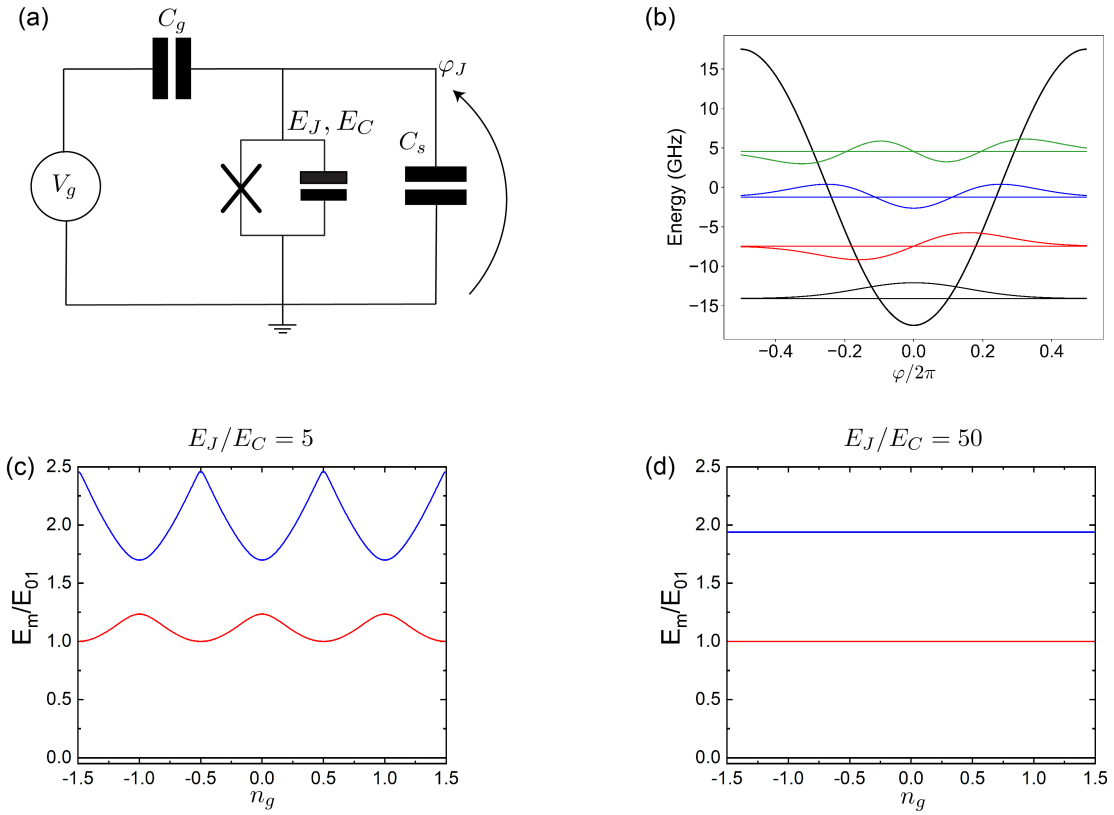 (a)
C_g
φ_J
E_J, E_C
C_s
V_g
(b)
15
10
5
0
−5
−10
−15
Energy (GHz)
−0.4
−0.2
0.0
0.2
0.4
φ/2π
E_J/E_C = 5
(c)
2.5
2.0
1.5
1.0
0.5
0.0
E_m/E_01
-1.5
-1.0
-0.5
0.0
0.5
1.0
1.5
n_g
E_J/E_C = 50
(d)
2.5
2.0
1.5
1.0
0.5
0.0
E_m/E_01
-1.5
-1.0
-0.5
0.0
0.5
1.0
1.5
n_g